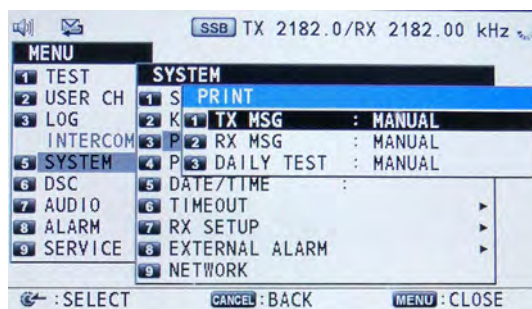 SSB TX 2182.0/RX 2182.00 kHz
MENU
1 TEST
2 USER CH
3 LOG
INTERCOM
5 SYSTEM
6 DSC
7 AUDIO
8 ALARM
9 SERVICE
SYSTEM
1 S
2 K
3 P
4 P
5 DATE/TIME :
6 TIMEOUT
7 RX SETUP
8 EXTERNAL ALARM
9 NETWORK
PRINT
1 TX MSG : MANUAL
2 RX MSG : MANUAL
3 DAILY TEST : MANUAL
:SELECT CANCEL:BACK MENU:CLOSE